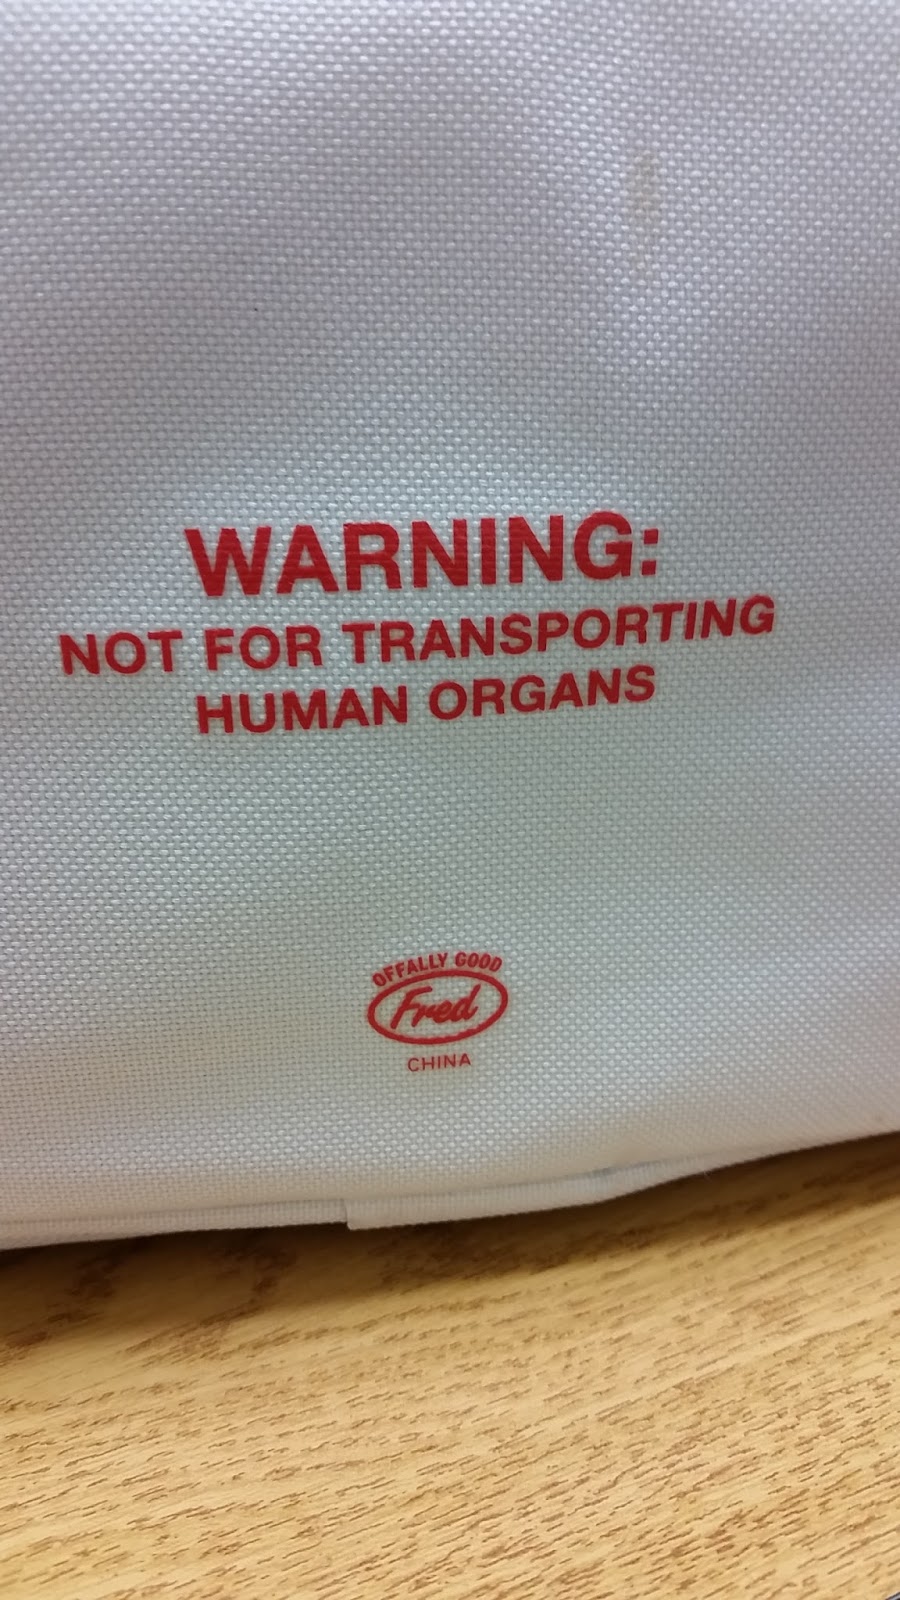 WARNING:
NOT FOR TRANSPORTING
HUMAN ORGANS
OFFALLY GOOD
Fred
CHINA